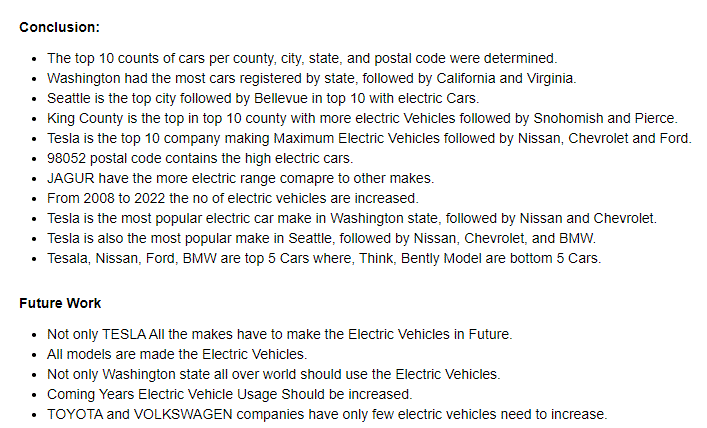 Conclusion:
The top 10 counts of cars per county, city, state, and postal code were determined.
Washington had the most cars registered by state, followed by California and Virginia.
Seattle is the top city followed by Bellevue in top 10 with electric Cars.
King County is the top in top 10 county with more electric Vehicles followed by Snohomish and Pierce.
Tesla is the top 10 company making Maximum Electric Vehicles followed by Nissan, Chevrolet and Ford.
98052 postal code contains the high electric cars.
JAGUR have the more electric range comapre to other makes.
From 2008 to 2022 the no of electric vehicles are increased.
Tesla is the most popular electric car make in Washington state, followed by Nissan and Chevrolet.
Tesla is also the most popular make in Seattle, followed by Nissan, Chevrolet, and BMW.
Tesala, Nissan, Ford, BMW are top 5 Cars where, Think, Bently Model are bottom 5 Cars.
Future Work
Not only TESLA All the makes have to make the Electric Vehicles in Future.
All models are made the Electric Vehicles.
Not only Washington state all over world should use the Electric Vehicles.
Coming Years Electric Vehicle Usage Should be increased.
TOYOTA and VOLKSWAGEN companies have only few electric vehicles need to increase.